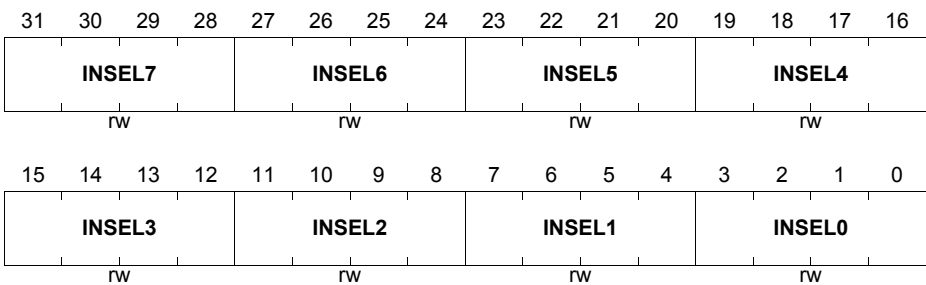 31 30 29 28 27 26 25 24 23 22 21 20 19 18 17 16
INSEL7 INSEL6 INSEL5 INSEL4
rw rw rw rw
15 14 13 12 11 10 9 8 7 6 5 4 3 2 1 0
INSEL3 INSEL2 INSEL1 INSEL0
rw rw rw rw